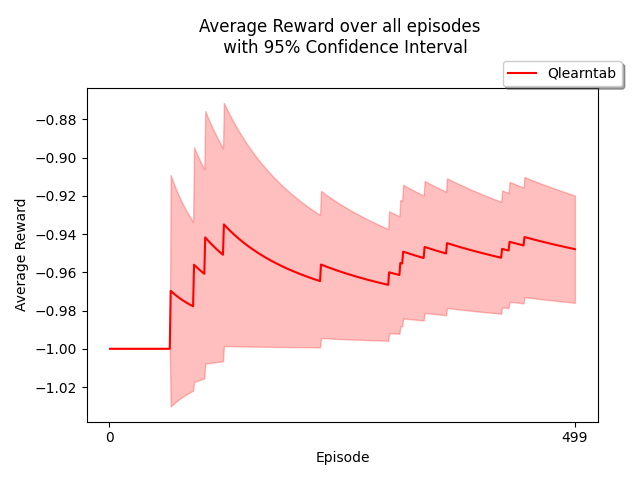 Average Reward over all episodes
with 95% Confidence Interval
Qlearntab
−0.88
−0.90
−0.92
−0.94
−0.96
−0.98
−1.00
−1.02
Average Reward
0
499
Episode